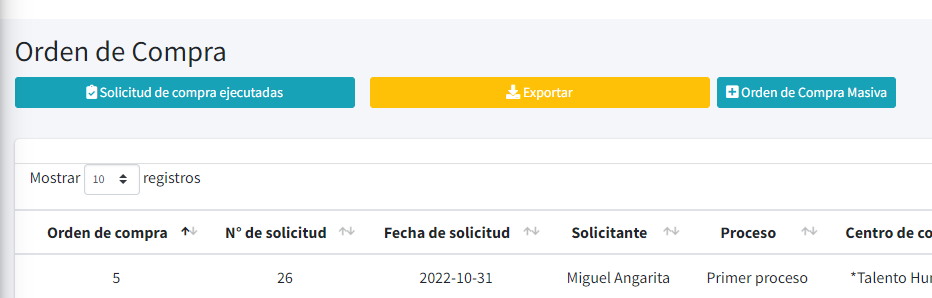 Orden de Compra
Solicitud de compra ejecutadas Exportar Orden de Compra Masiva
Mostrar 10 registros
Orden de compra N° de solicitud Fecha de solicitud Solicitante Proceso Centro de co
5 26 2022-10-31 Miguel Angarita Primer proceso *Talento Hur